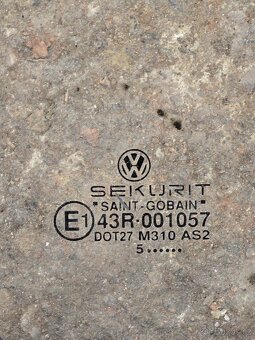 SEKURIT
"SAINT-GOBAIN"
E1 43R-001057
DOT27 M310 AS2
5 ......